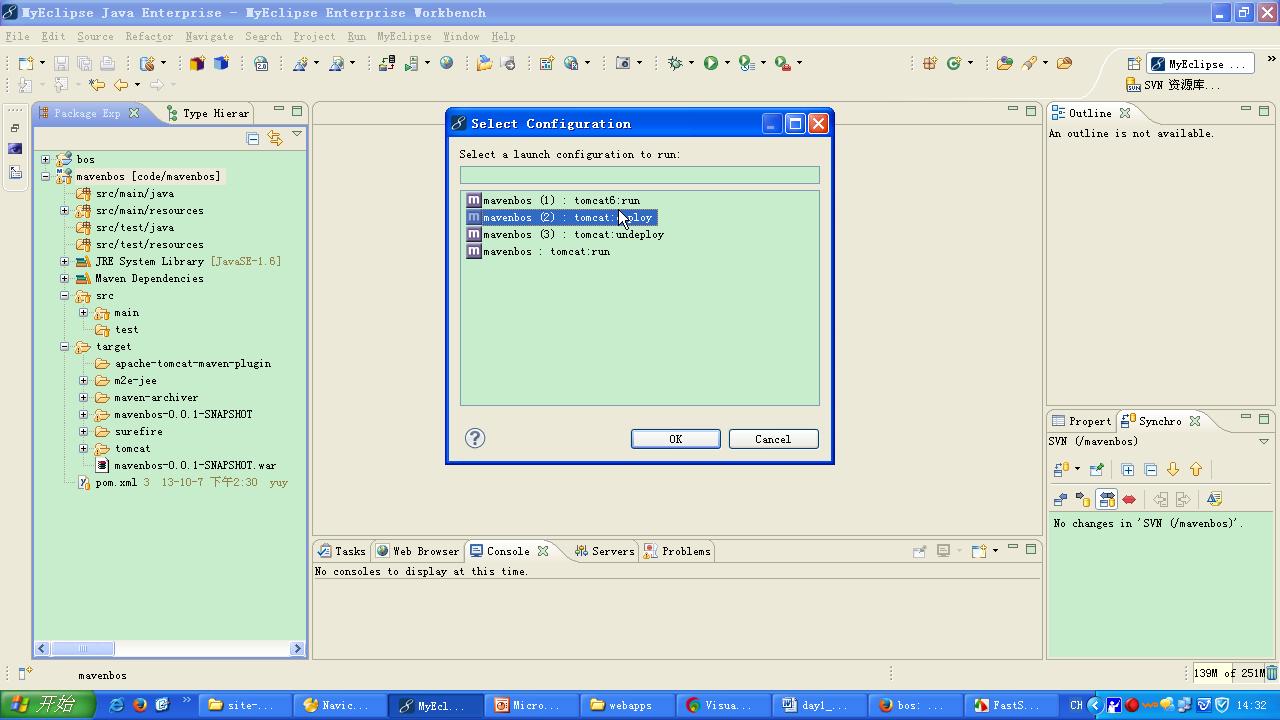 MyEclipse Java Enterprise - MyEclipse Enterprise Workbench
File Edit Source Refactor Navigate Search Project Run MyEclipse Window Help
MyEclipse ...
SVN 资源库...
Package Exp
Type Hierar
bos
mavenbos [code/mavenbos]
src/main/java
src/main/resources
src/test/java
src/test/resources
JRE System Library [JavaSE-1.6]
Maven Dependencies
src
main
test
target
apache-tomcat-maven-plugin
m2e-jee
maven-archiver
mavenbos-0.0.1-SNAPSHOT
surefire
tomcat
mavenbos-0.0.1-SNAPSHOT.war
pom.xml 3 13-10-7 下午2:30 yuy
Select Configuration
Select a launch configuration to run:
mavenbos (1) : tomcat6:run
mavenbos (2) : tomcat:deploy
mavenbos (3) : tomcat:undeploy
mavenbos : tomcat:run
OK
Cancel
Outline
An outline is not available.
Propert
Synchro
SVN (/mavenbos)
No changes in 'SVN (/mavenbos)'.
Tasks
Web Browser
Console
Servers
Problems
No consoles to display at this time.
mavenbos
139M of 251M
开始
site-...
Navic...
MyEcl...
Micro...
webapps
Visua...
day1_...
bos: ...
FastS...
CH
14:32